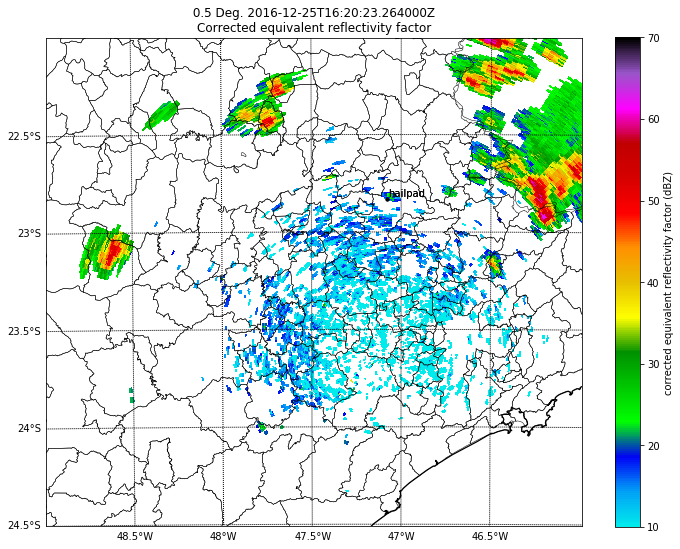 0.5 Deg. 2016-12-25T16:20:23.264000Z
Corrected equivalent reflectivity factor
22.5°S
23°S
23.5°S
24°S
24.5°S
48.5°W
48°W
47.5°W
47°W
46.5°W
hailpad
70
60
50
40
30
20
10
corrected equivalent reflectivity factor (dBZ)